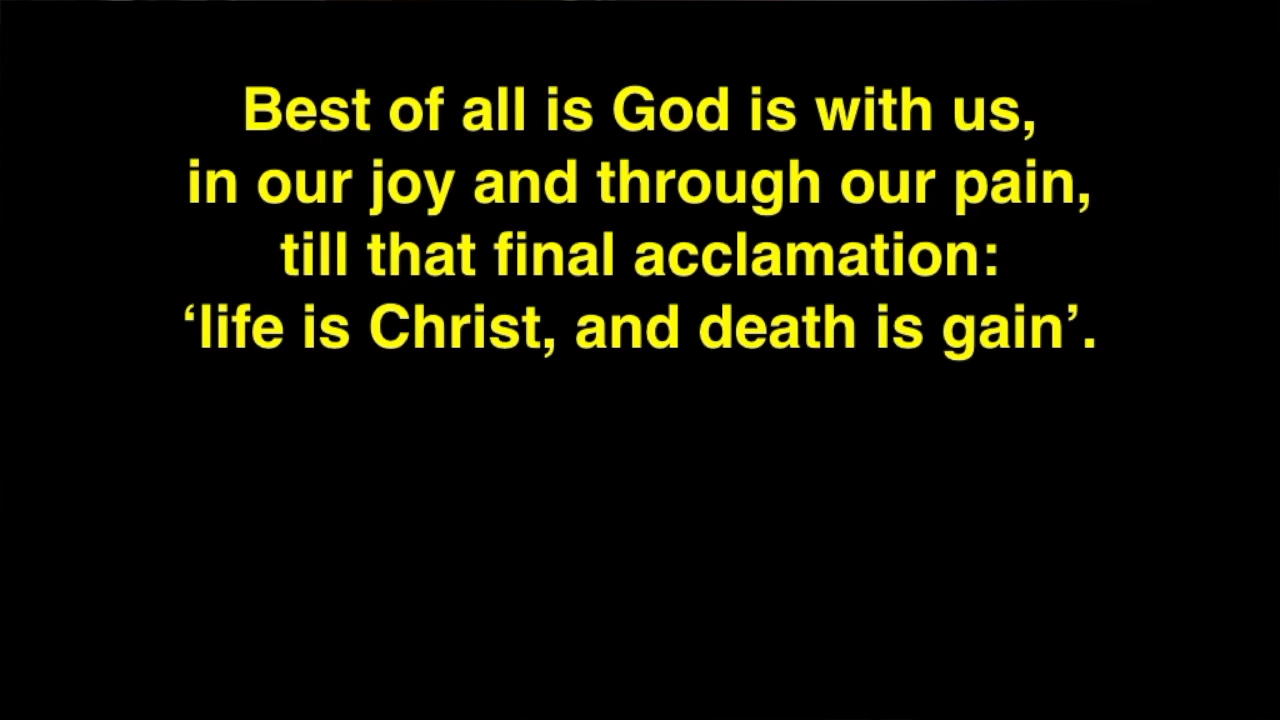 Best of all is God is with us,
in our joy and through our pain,
till that final acclamation:
‘life is Christ, and death is gain’.